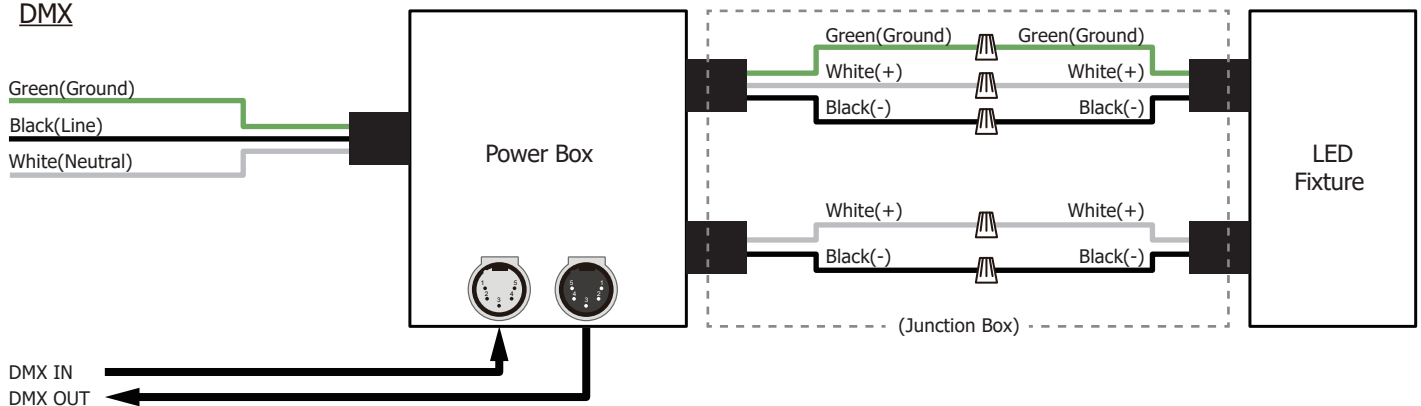 DMX
Green(Ground)
Black(Line)
White(Neutral)
Power Box
1 2 3 4 5
5 4 3 2 1
DMX IN
DMX OUT
Green(Ground) Green(Ground)
White(+) White(+)
Black(-) Black(-)
White(+) White(+)
Black(-) Black(-)
(Junction Box)
LED
Fixture